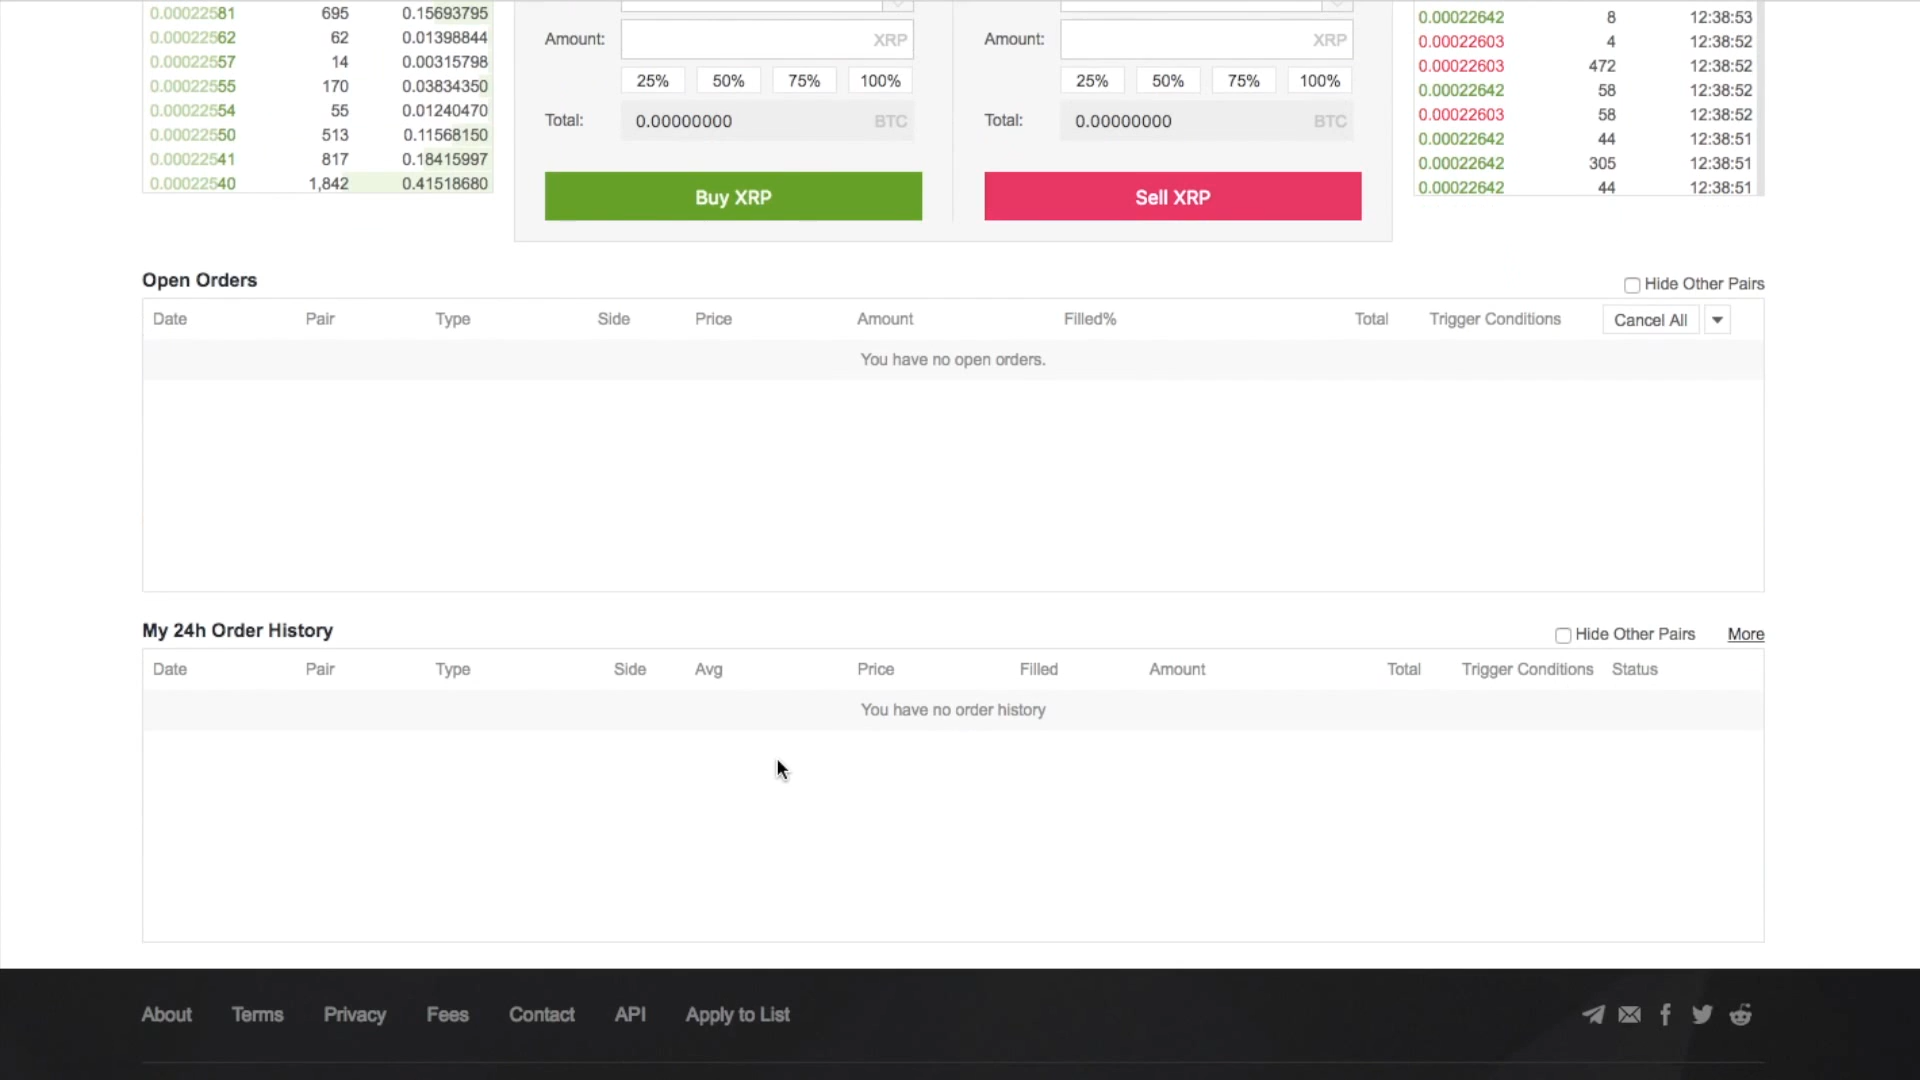 0.00022581 695 0.15693795
0.00022562 62 0.01398844
0.00022557 14 0.00315798
0.00022555 170 0.03834350
0.00022554 55 0.01240470
0.00022550 513 0.11568150
0.00022541 817 0.18415997
0.00022540 1,842 0.41518680
Amount: XRP
25% 50% 75% 100%
Total: 0.00000000 BTC
Buy XRP
Amount: XRP
25% 50% 75% 100%
Total: 0.00000000 BTC
Sell XRP
0.00022642 8 12:38:53
0.00022603 4 12:38:52
0.00022603 472 12:38:52
0.00022642 58 12:38:52
0.00022603 58 12:38:52
0.00022642 44 12:38:51
0.00022642 305 12:38:51
0.00022642 44 12:38:51
Open Orders Hide Other Pairs
Date Pair Type Side Price Amount Filled% Total Trigger Conditions Cancel All
You have no open orders.
My 24h Order History Hide Other Pairs More
Date Pair Type Side Avg Price Filled Amount Total Trigger Conditions Status
You have no order history
About Terms Privacy Fees Contact API Apply to List